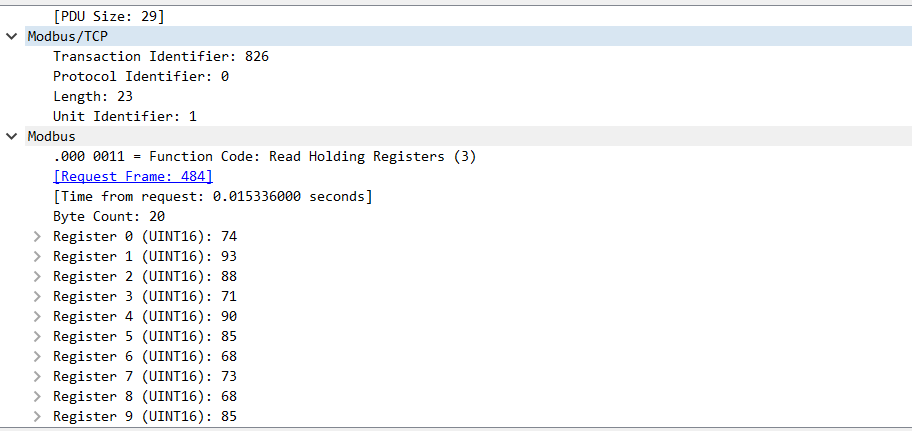 [PDU Size: 29]
Modbus/TCP
Transaction Identifier: 826
Protocol Identifier: 0
Length: 23
Unit Identifier: 1
Modbus
.000 0011 = Function Code: Read Holding Registers (3)
[Request Frame: 484]
[Time from request: 0.015336000 seconds]
Byte Count: 20
Register 0 (UINT16): 74
Register 1 (UINT16): 93
Register 2 (UINT16): 88
Register 3 (UINT16): 71
Register 4 (UINT16): 90
Register 5 (UINT16): 85
Register 6 (UINT16): 68
Register 7 (UINT16): 73
Register 8 (UINT16): 68
Register 9 (UINT16): 85